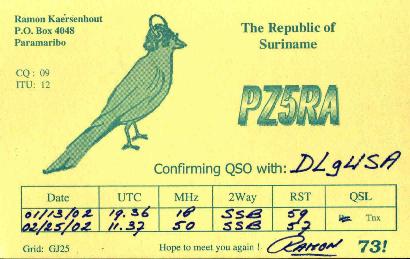 Ramon Kaersenhout
P.O. Box 4048
Paramaribo
The Republic of
Suriname
CQ : 09
ITU: 12
PZ5RA
Confirming QSO with: DL9USA
Date UTC MHz 2Way RST QSL
01/13/02 19.36 18 SSB 59 Tnx
02/25/02 11.37 50 SSB 57
Grid: GJ25 Hope to meet you again ! Ramon 73!